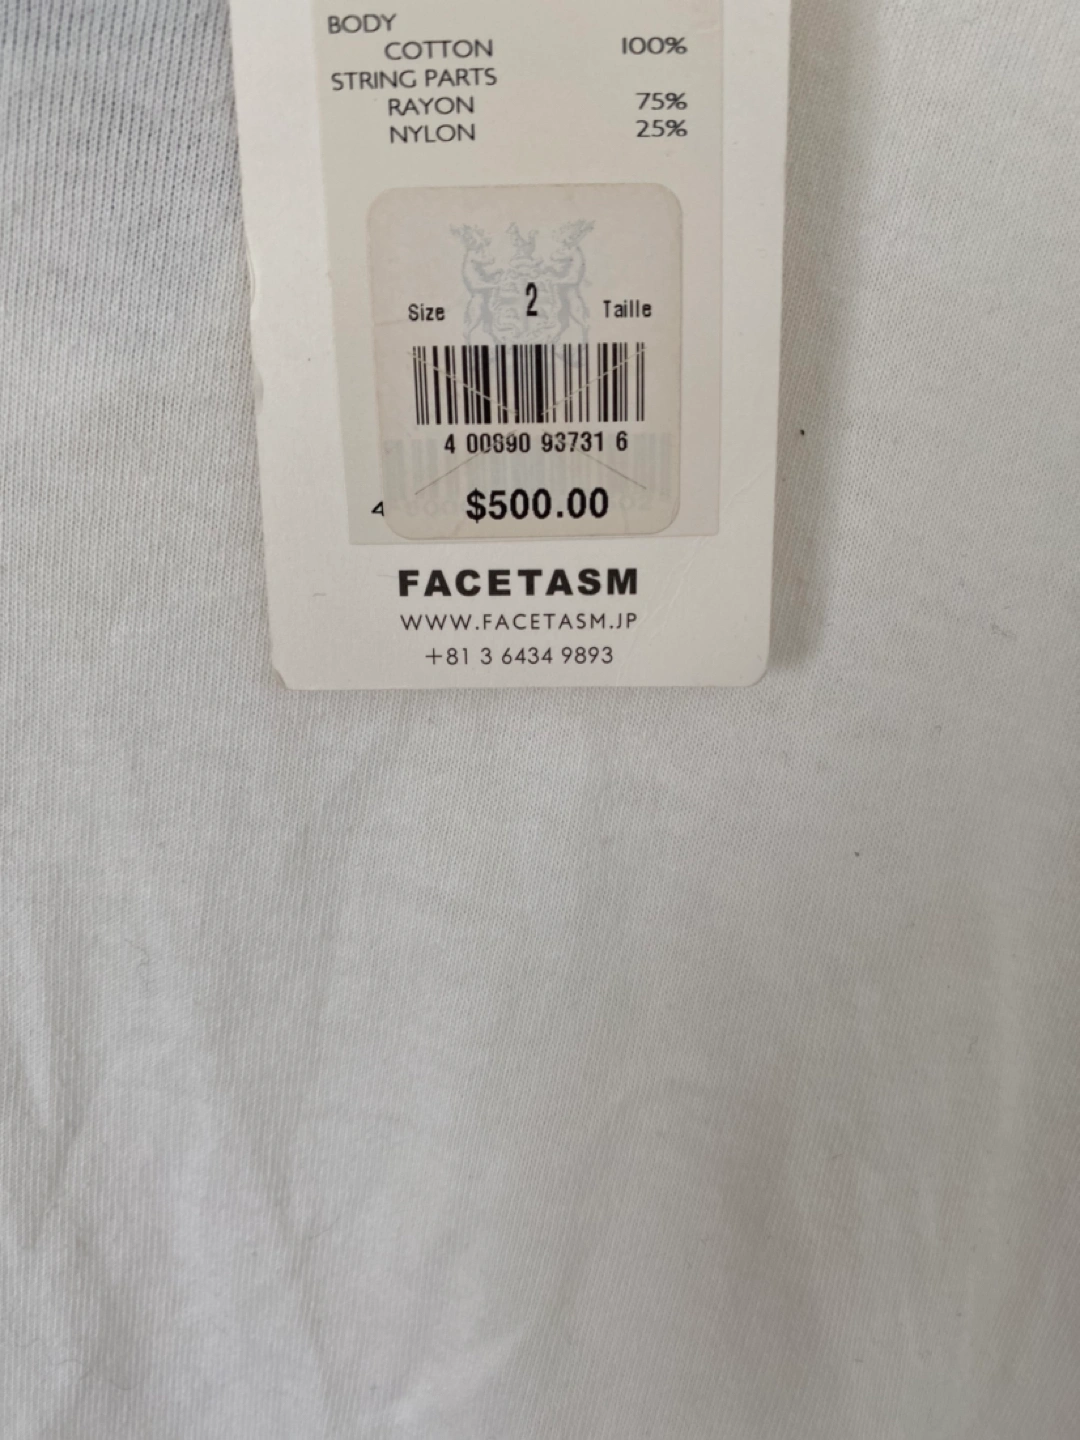 BODY
COTTON 100%
STRING PARTS
RAYON 75%
NYLON 25%
Size 2 Taille
4 00890 93731 6
4
$500.00
FACETASM
WWW.FACETASM.JP
+81 3 6434 9893